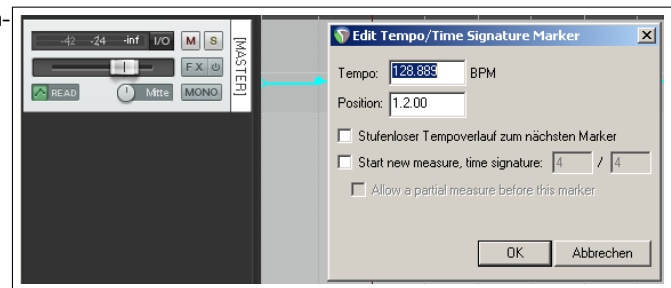 -42 -24 -inf I/O M S
FX
READ Mitte MONO
[MASTER]
Edit Tempo/Time Signature Marker
Tempo: 128.889 BPM
Position: 1.2.00
Stufenloser Tempoverlauf zum nächsten Marker
Start new measure, time signature: 4 / 4
Allow a partial measure before this marker
OK Abbrechen